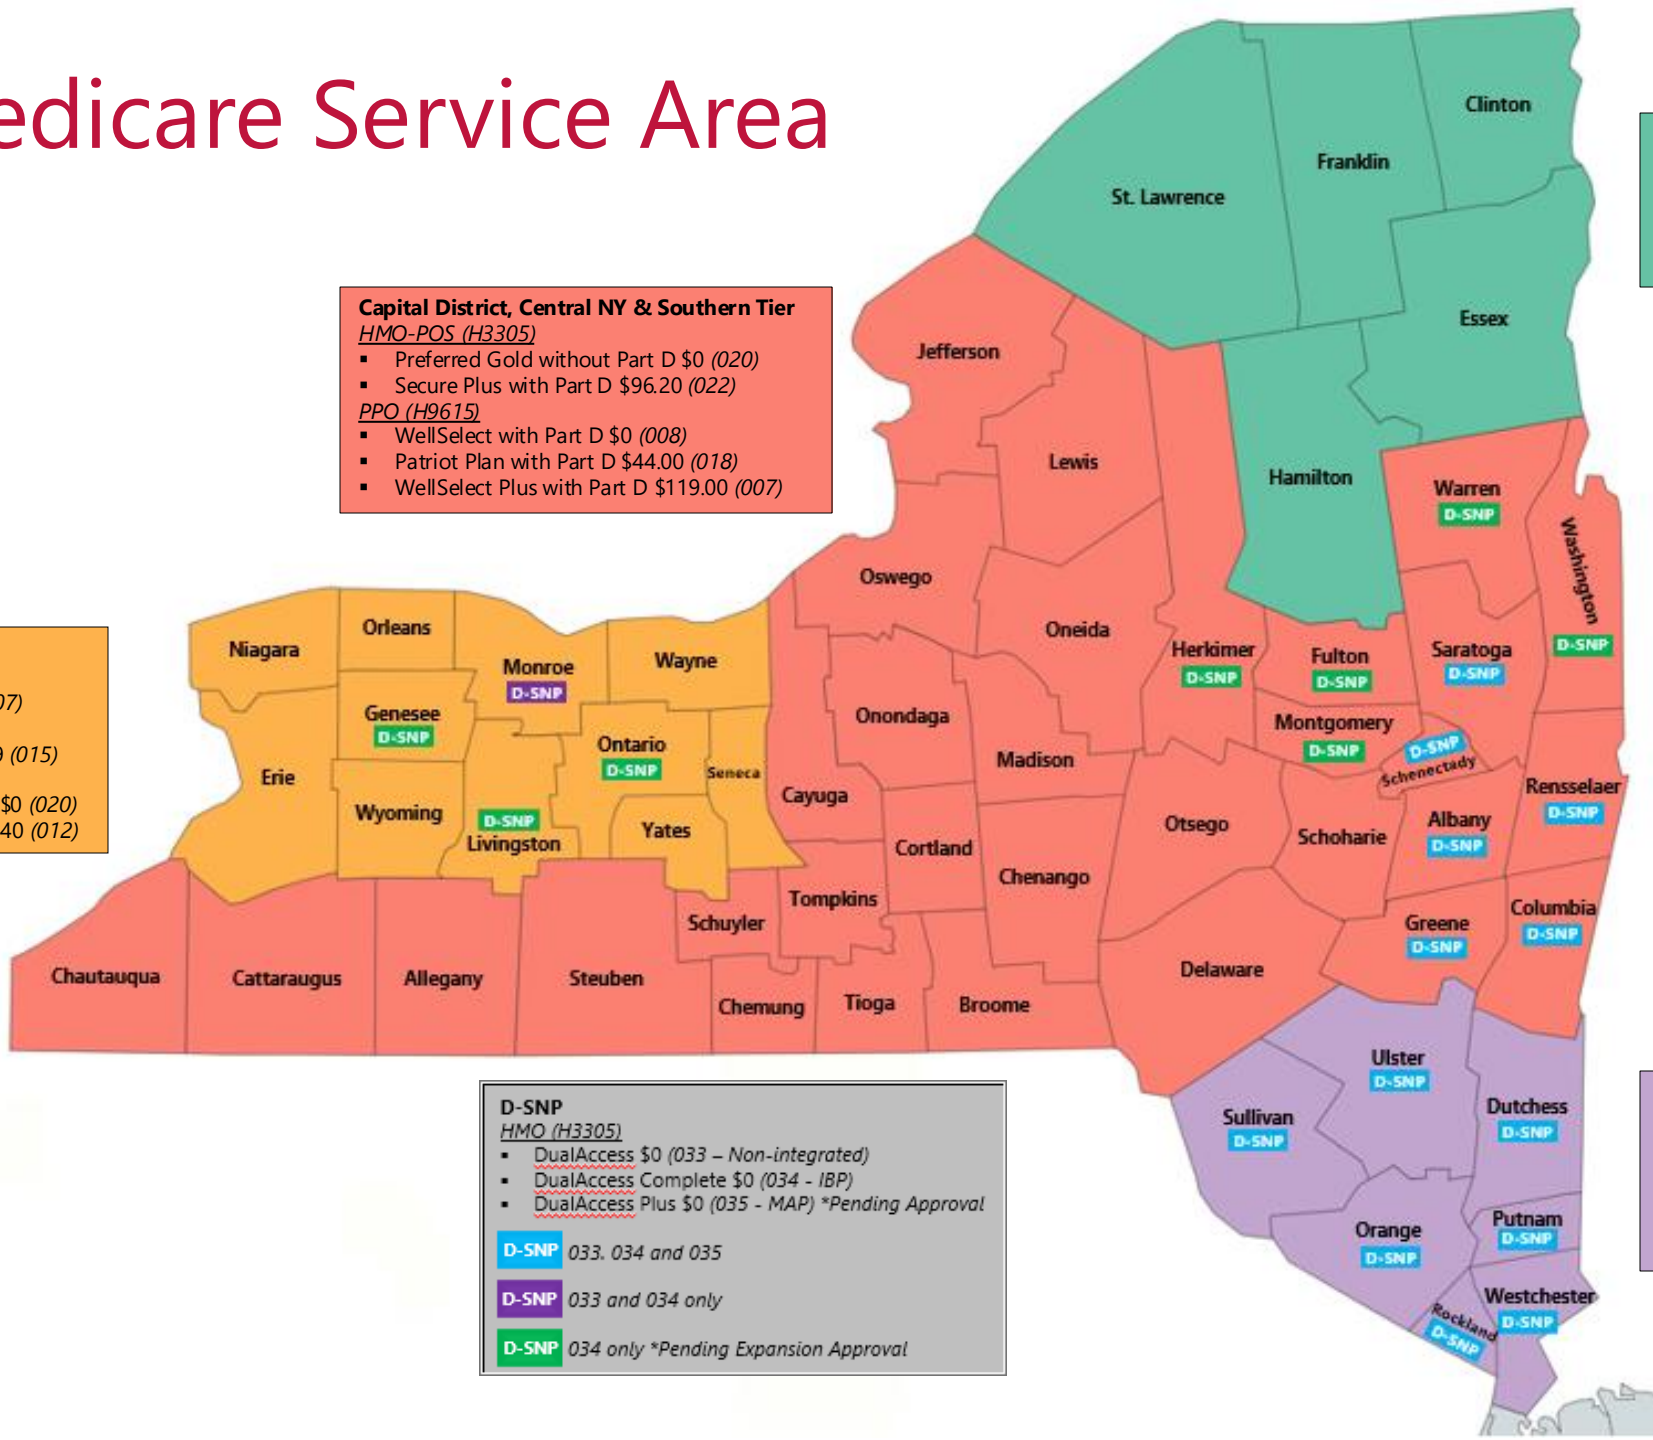 edicare Service Area
Clinton
Franklin
St. Lawrence
Essex
Capital District, Central NY & Southern Tier
HMO-POS (H3305)
▪ Preferred Gold without Part D $0 (020)
▪ Secure Plus with Part D $96.20 (022)
PPO (H9615)
▪ WellSelect with Part D $0 (008)
▪ Patriot Plan with Part D $44.00 (018)
▪ WellSelect Plus with Part D $119.00 (007)
Jefferson
Lewis
Hamilton
Warren
D-SNP
Washington
D-SNP
Oswego
Oneida
Herkimer
D-SNP
Fulton
D-SNP
Saratoga
D-SNP
Montgomery
D-SNP
D-SNP
Schenectady
Niagara
Orleans
Monroe
D-SNP
Wayne
Genesee
D-SNP
Ontario
D-SNP
Seneca
Erie
Wyoming
D-SNP
Livingston
Yates
07)
(015)
$0 (020)
40 (012)
Onondaga
Madison
Cayuga
Cortland
Chenango
Otsego
Schoharie
Albany
D-SNP
Rensselaer
D-SNP
Tompkins
Schuyler
Greene
D-SNP
Columbia
D-SNP
Chautauqua
Cattaraugus
Allegany
Steuben
Chemung
Tioga
Broome
Delaware
Ulster
D-SNP
Sullivan
D-SNP
Dutchess
D-SNP
Orange
D-SNP
Putnam
D-SNP
Westchester
D-SNP
Rockland
D-SNP
D-SNP
HMO (H3305)
▪ DualAccess $0 (033 – Non-integrated)
▪ DualAccess Complete $0 (034 - IBP)
▪ DualAccess Plus $0 (035 - MAP) *Pending Approval
D-SNP 033. 034 and 035
D-SNP 033 and 034 only
D-SNP 034 only *Pending Expansion Approval